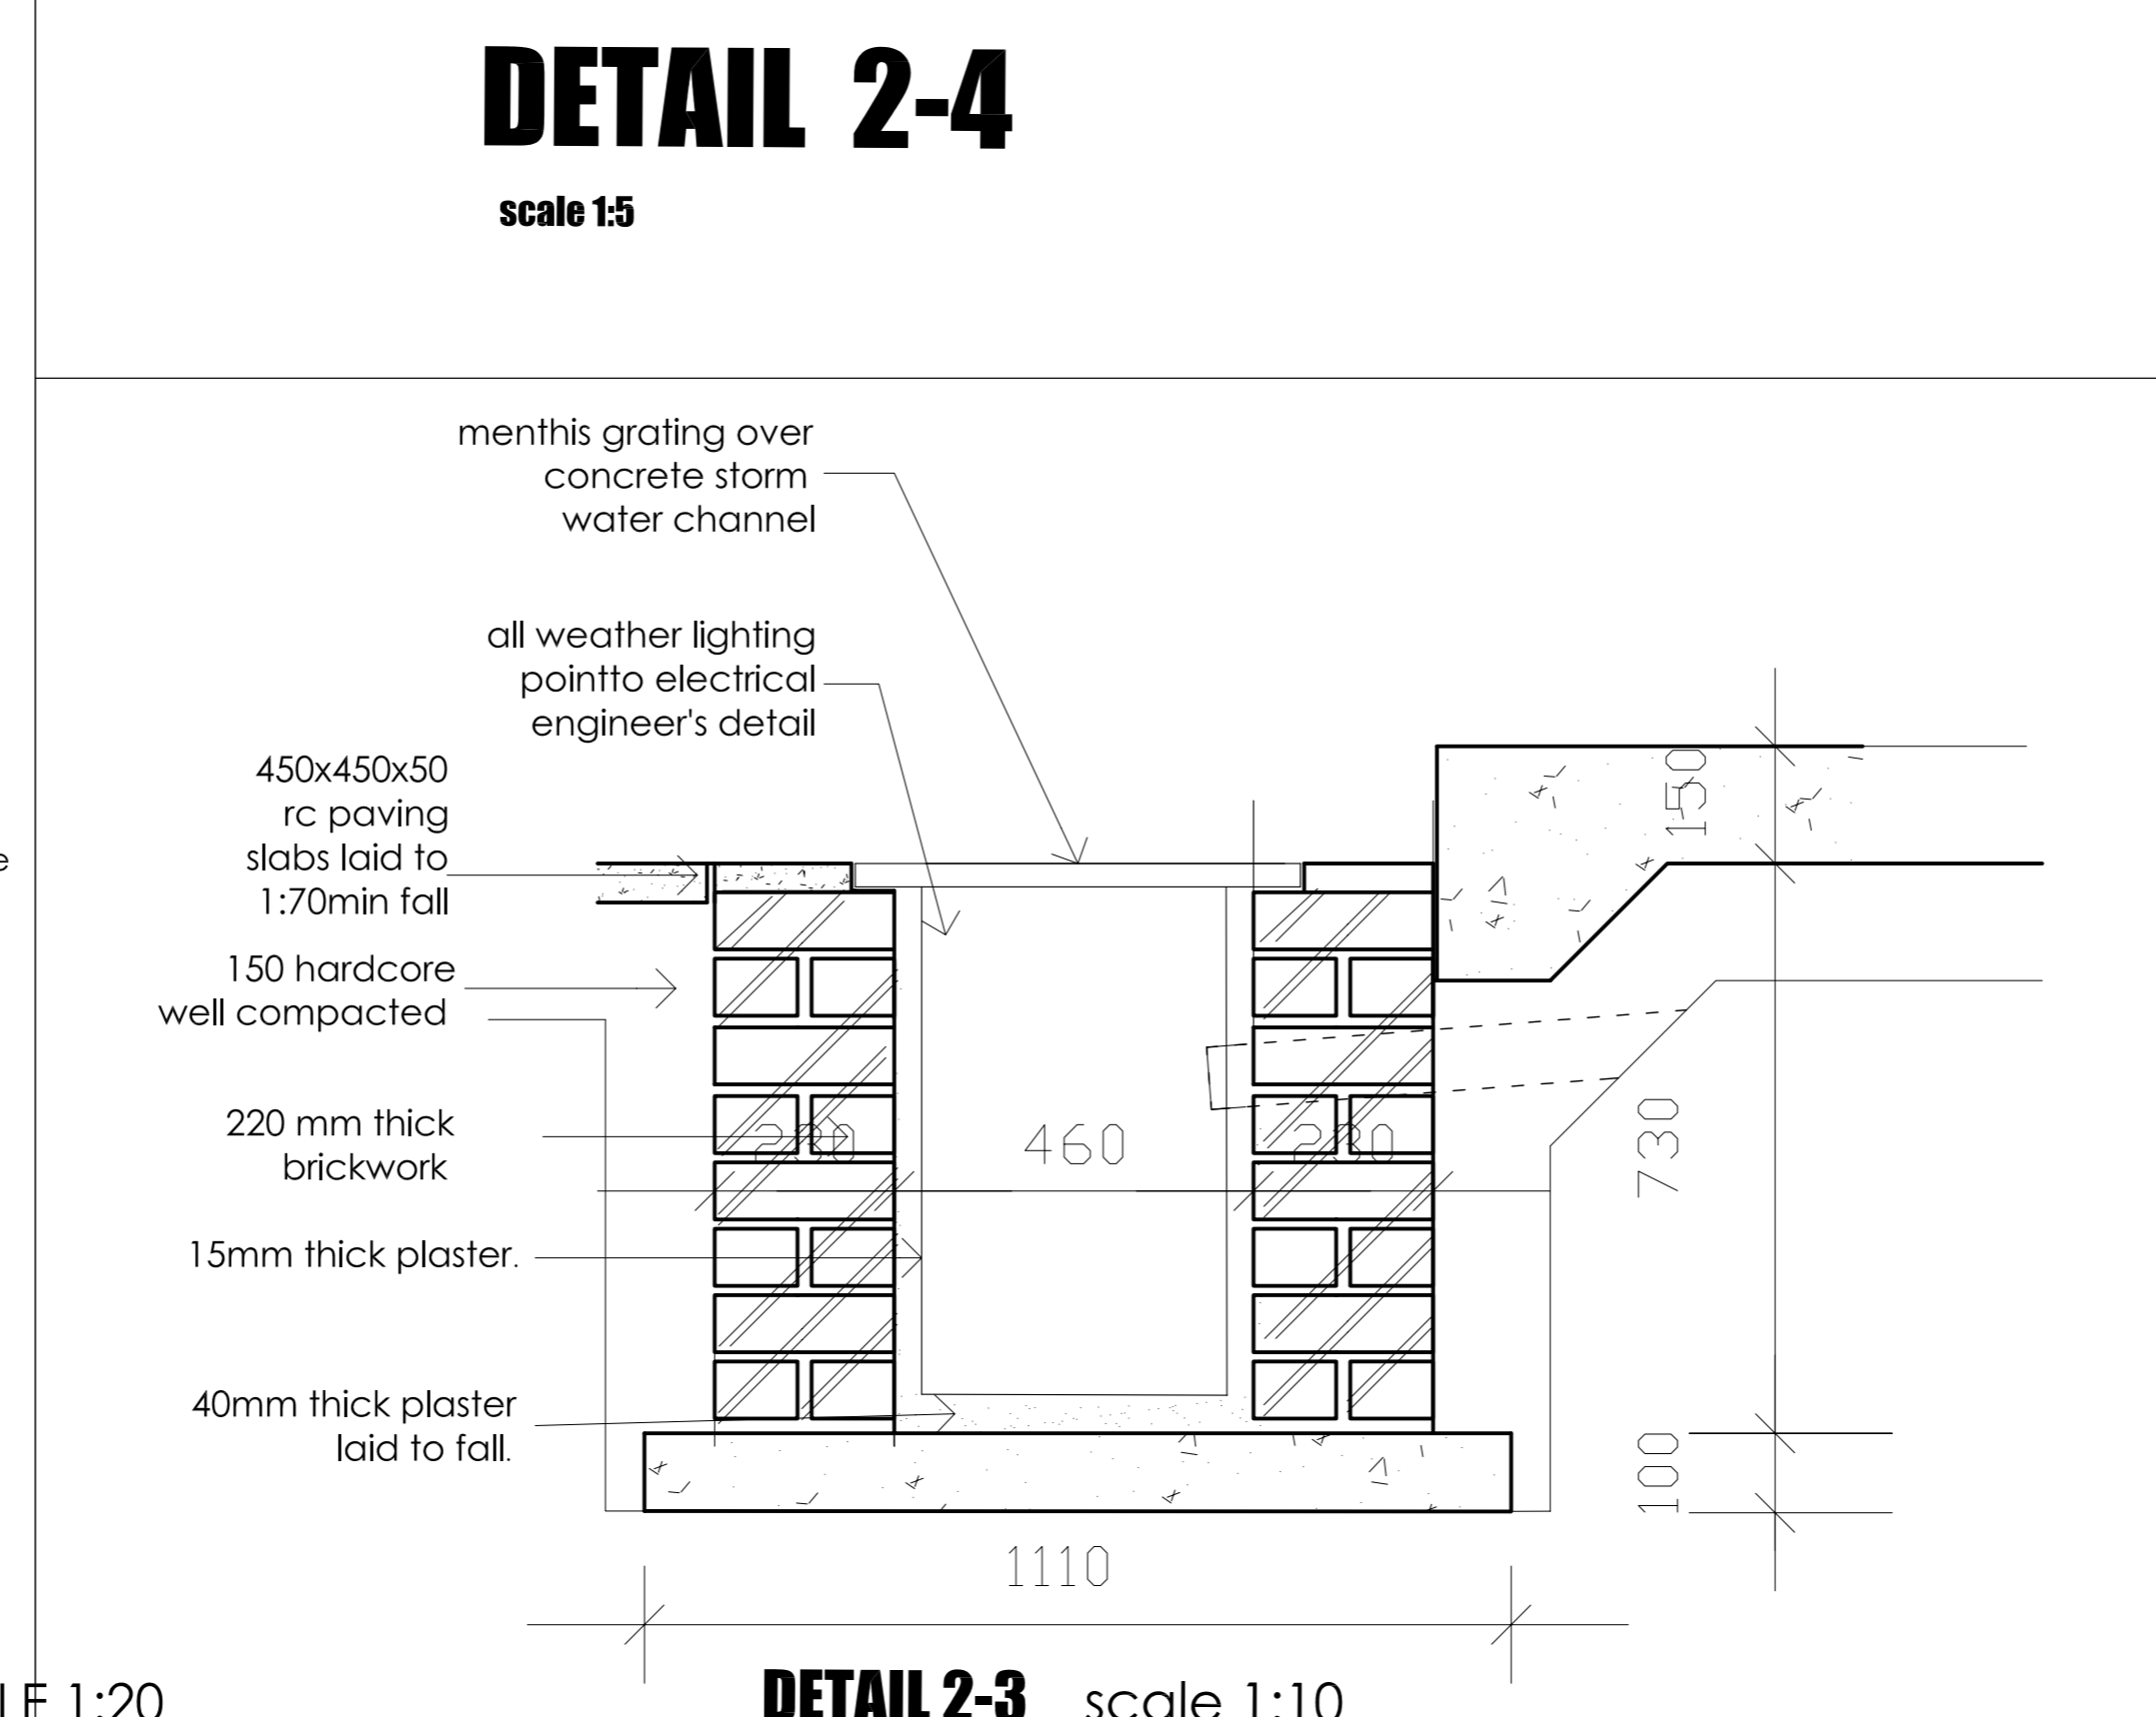 DETAIL 2-4
scale 1:5
menthis grating over
concrete storm
water channel
all weather lighting
pointto electrical
engineer's detail
450x450x50
rc paving
slabs laid to
1:70min fall
150 hardcore
well compacted
220 mm thick
brickwork
15mm thick plaster.
40mm thick plaster
laid to fall.
150
460
730
100
1110
1:20
DETAIL 2-3 scale 1:10